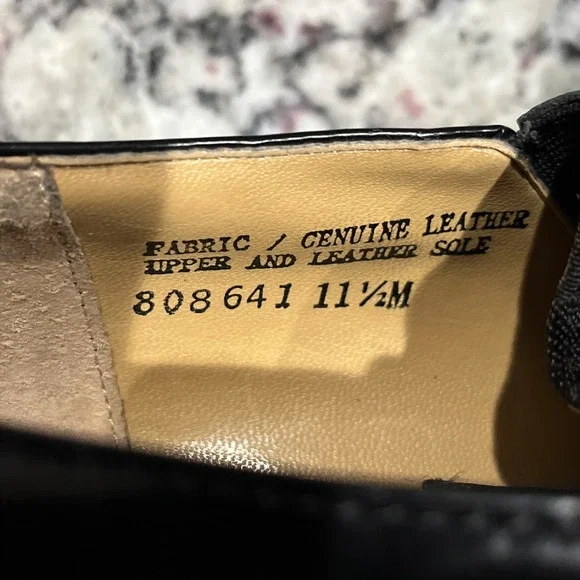 FABRIC / GENUINE LEATHER
UPPER AND LEATHER SOLE
808641 11½M